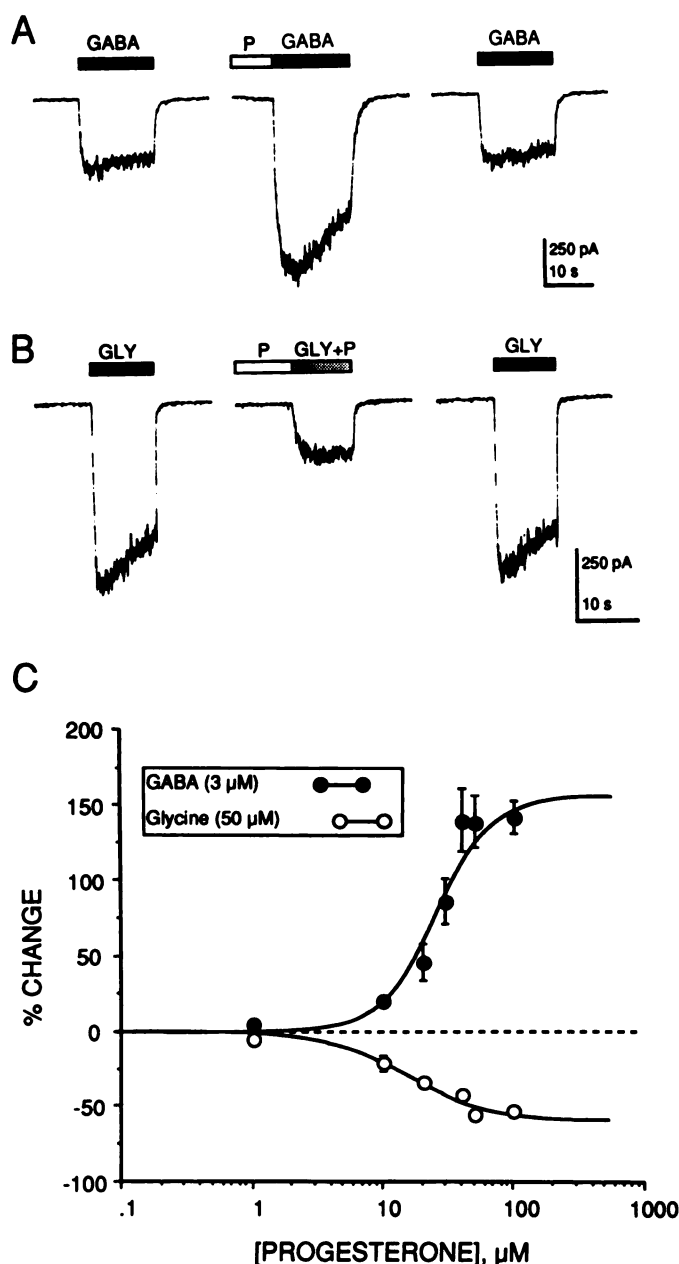 A
GABA
P GABA
GABA
250 pA
10 s
B
GLY
P GLY+P
GLY
250 pA
10 s
C
200
150
100
50
0
-50
-100
% CHANGE
GABA (3 µM)
Glycine (50 µM)
.1 1 10 100 1000
[PROGESTERONE], µM